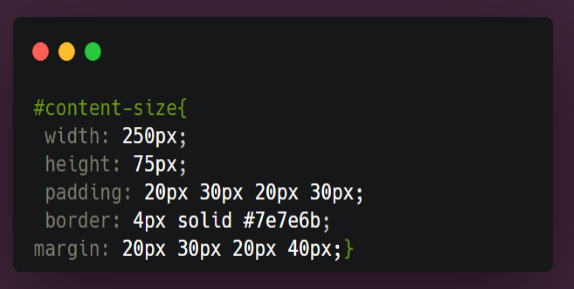 #content-size{
width: 250px;
height: 75px;
padding: 20px 30px 20px 30px;
border: 4px solid #7e7e6b;
margin: 20px 30px 20px 40px;}